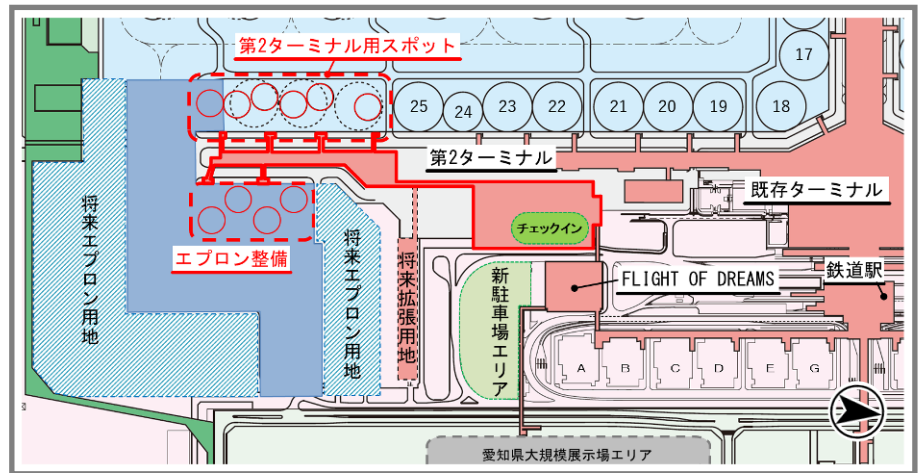 第2ターミナル用スポット
17
25
24
23
22
21
20
19
18
第2ターミナル
既存ターミナル
将来エプロン用地
エプロン整備
将来エプロン用地
将来拡張用地
チェックイン
新駐車場エリア
FLIGHT OF DREAMS
鉄道駅
A
B
C
D
E
G
愛知県大規模展示場エリア